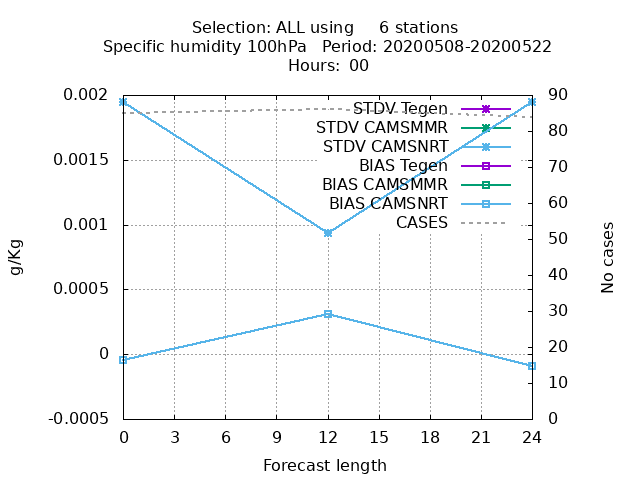 Selection: ALL using     6 stations
Specific humidity 100hPa   Period: 20200508-20200522
Hours: 00
0.002
0.0015
0.001
0.0005
0
-0.0005
g/Kg
STDV Tegen
STDV CAMSMMR
STDV CAMSNRT
BIAS Tegen
BIAS CAMSMMR
BIAS CAMSNRT
CASES
90
80
70
60
50
40
30
20
10
0
No cases
0 3 6 9 12 15 18 21 24
Forecast length